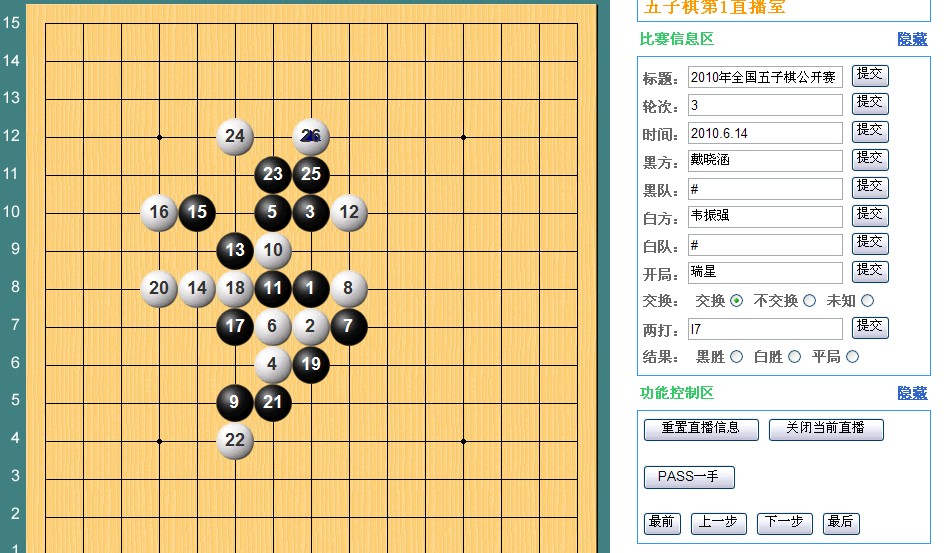 五子棋第1直播室
比赛信息区 隐藏
标题: 2010年全国五子棋公开赛 提交
轮次: 3 提交
时间: 2010.6.14 提交
黑方: 戴晓涵 提交
黑队: # 提交
白方: 韦振强 提交
白队: # 提交
开局: 瑞星 提交
交换: 交换 不交换 未知
两打: I7 提交
结果: 黑胜 白胜 平局
功能控制区 隐藏
重置直播信息 关闭当前直播
PASS一手
最前 上一步 下一步 最后
15
14
13
12 24 26
11 23 25
10 16 15 5 3 12
9 13 10
8 20 14 18 11 1 8
7 17 6 2 7
6 4 19
5 9 21
4 22
3
2
1